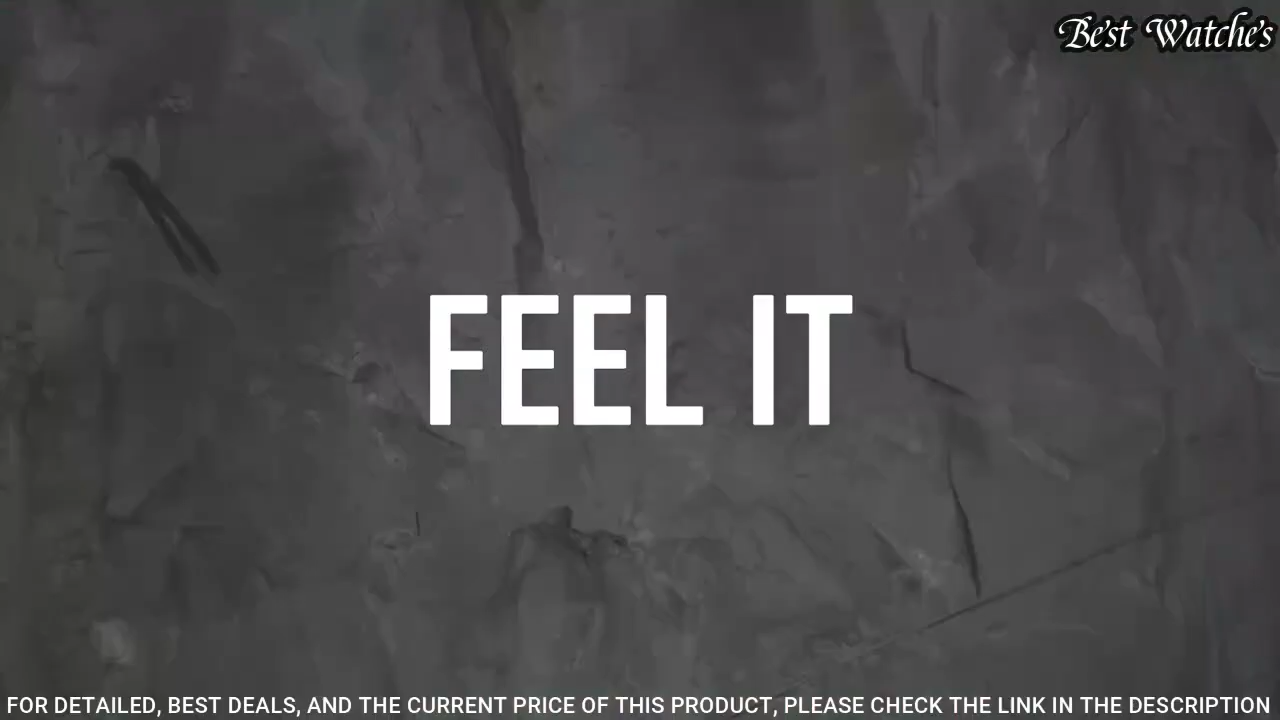 Be'st Watche's
FEEL IT
FOR DETAILED, BEST DEALS, AND THE CURRENT PRICE OF THIS PRODUCT, PLEASE CHECK THE LINK IN THE DESCRIPTION